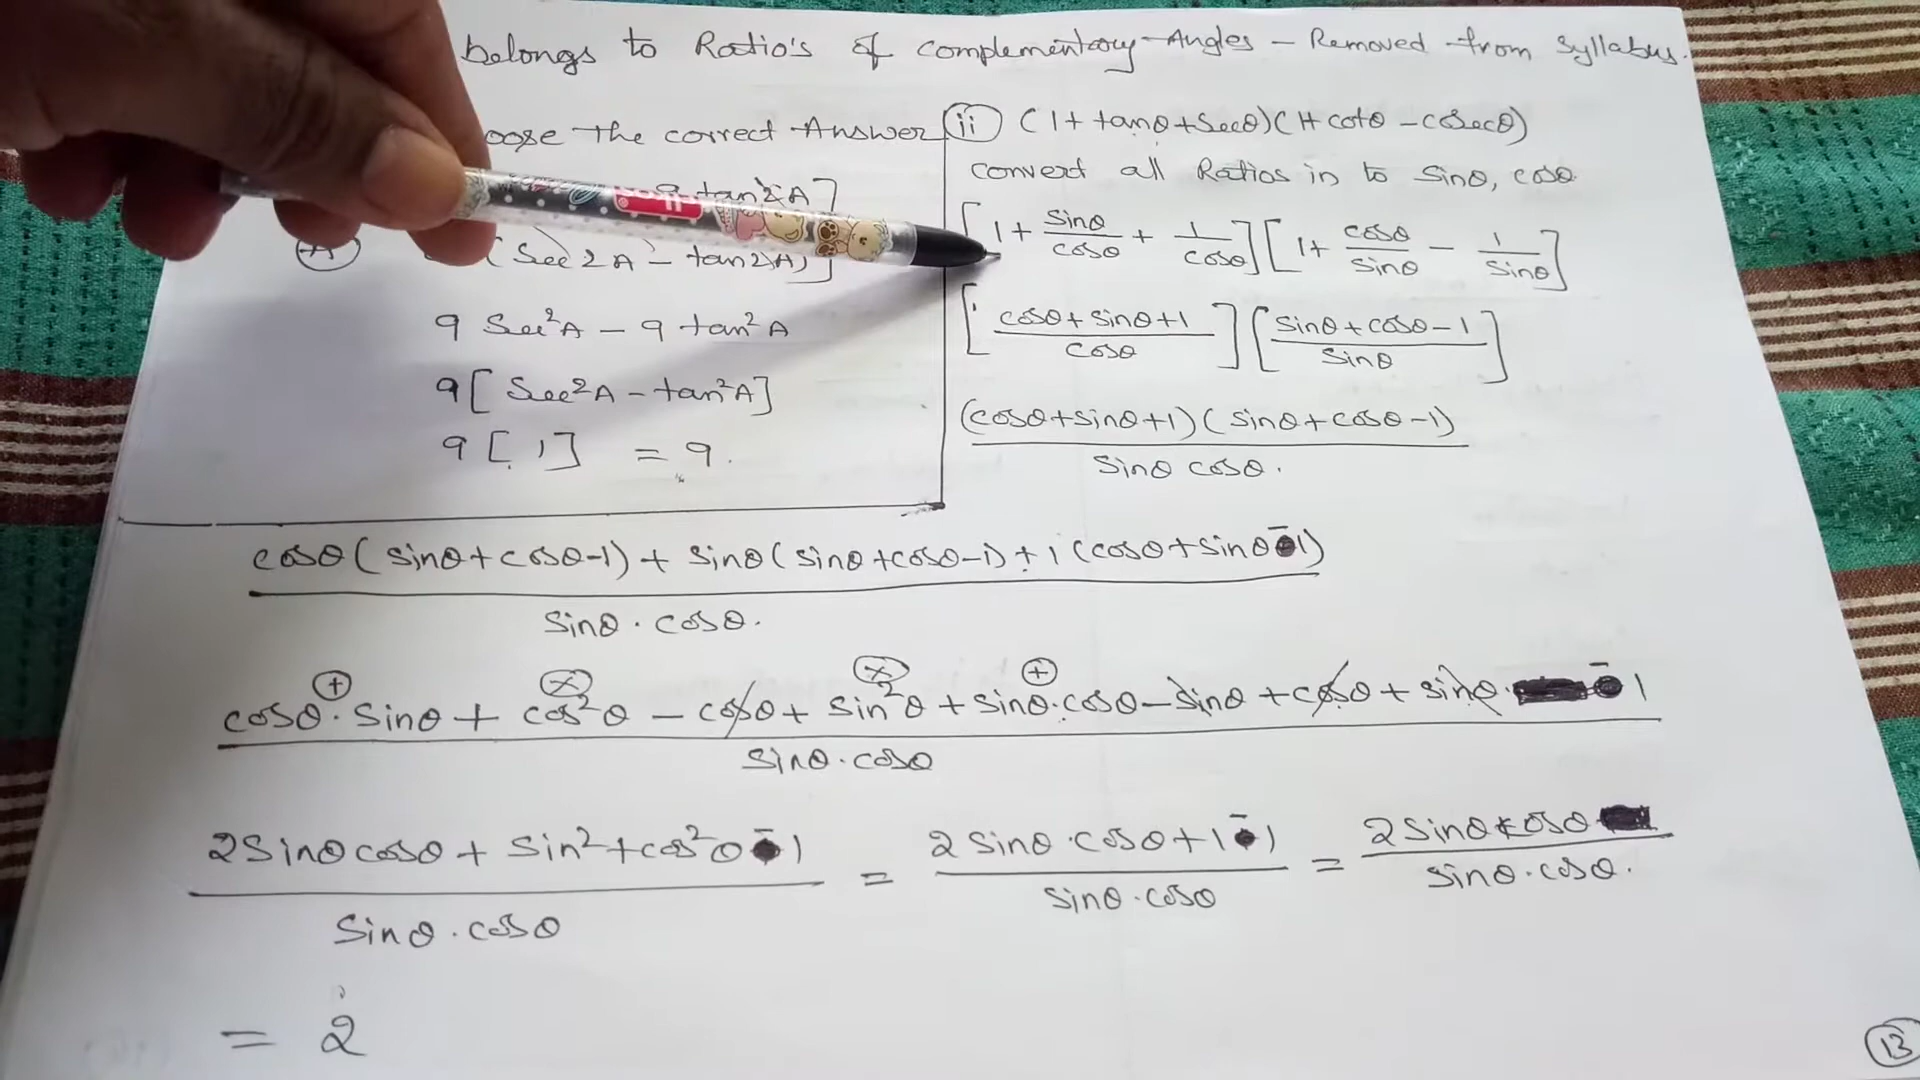 belongs to Ratio's of complementary Angles - Removed from syllabus.
oose the correct Answer
9 tan2A]
(Sec2A - tan2A)]
9 Sec²A - 9 tan²A
9[Sec²A - tan²A]
9[1] = 9.
(ii) (1+tanθ+Secθ)(1+cotθ-cosecθ)
convert all Ratios in to Sinθ, cosθ
[1+ Sinθ/cosθ + 1/cosθ][1+ cosθ/Sinθ - 1/Sinθ]
[cosθ+sinθ+1/cosθ][sinθ+cosθ-1/Sinθ]
(cosθ+sinθ+1)(sinθ+cosθ-1)
Sinθ cosθ.
cosθ(sinθ+cosθ-1)+ sinθ(sinθ+cosθ-1)+1(cosθ+sinθ-1)
Sinθ.cosθ.
cosθ.sinθ+ cos²θ - cosθ+ sin²θ+sinθ.cosθ-sinθ+cosθ+sinθ-1
Sinθ.cosθ
2Sinθcosθ+ Sin²+cos²θ-1 = 2Sinθ.cosθ+1-1 = 2Sinθcosθ
Sinθ.cosθ Sinθ.cosθ sinθ.cosθ.
= 2
13